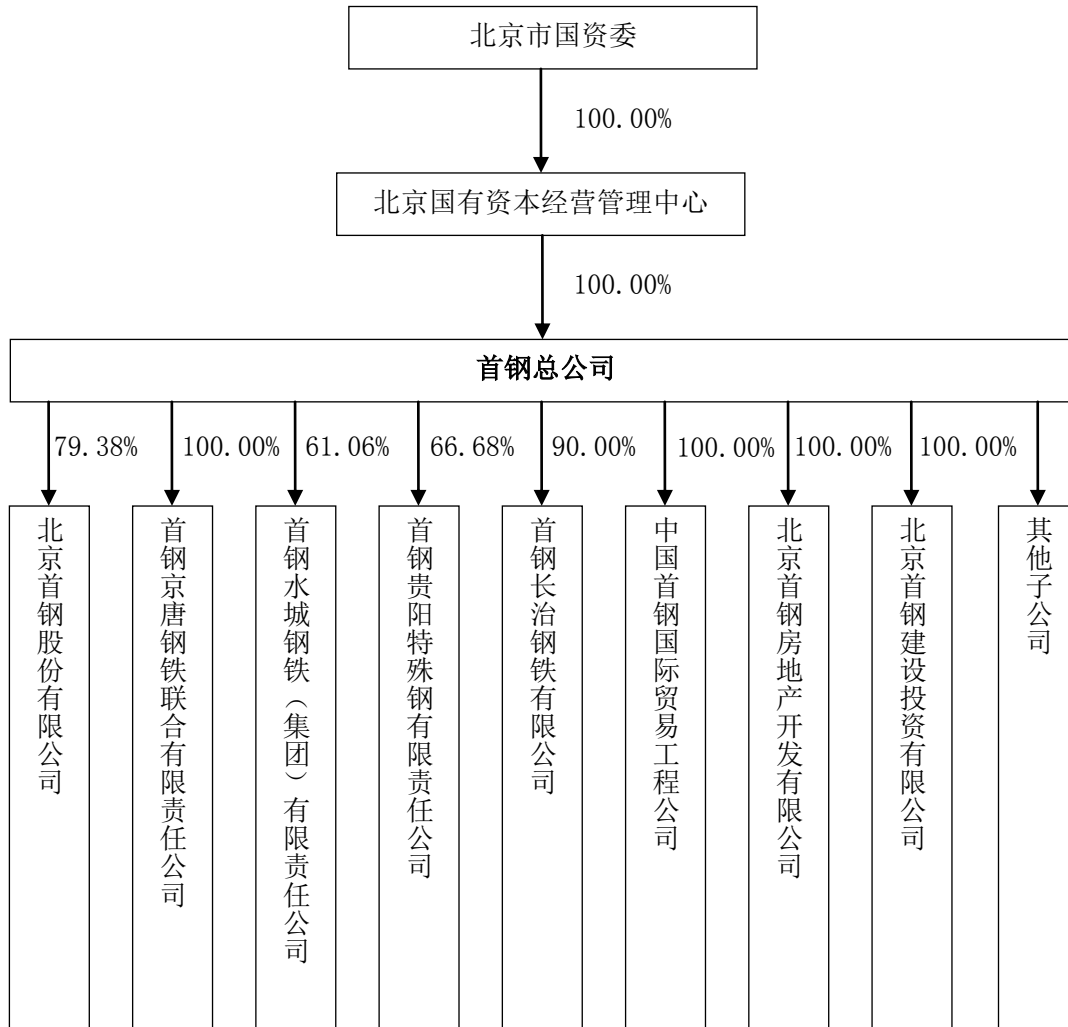 北京市国资委
100.00%
北京国有资本经营管理中心
100.00%
首钢总公司
79.38%
100.00%
61.06%
66.68%
90.00%
100.00%
100.00%
100.00%
北京首钢股份有限公司
首钢京唐钢铁联合有限责任公司
首钢水城钢铁（集团）有限责任公司
首钢贵阳特殊钢有限责任公司
首钢长治钢铁有限公司
中国首钢国际贸易工程公司
北京首钢房地产开发有限公司
北京首钢建设投资有限公司
其他子公司